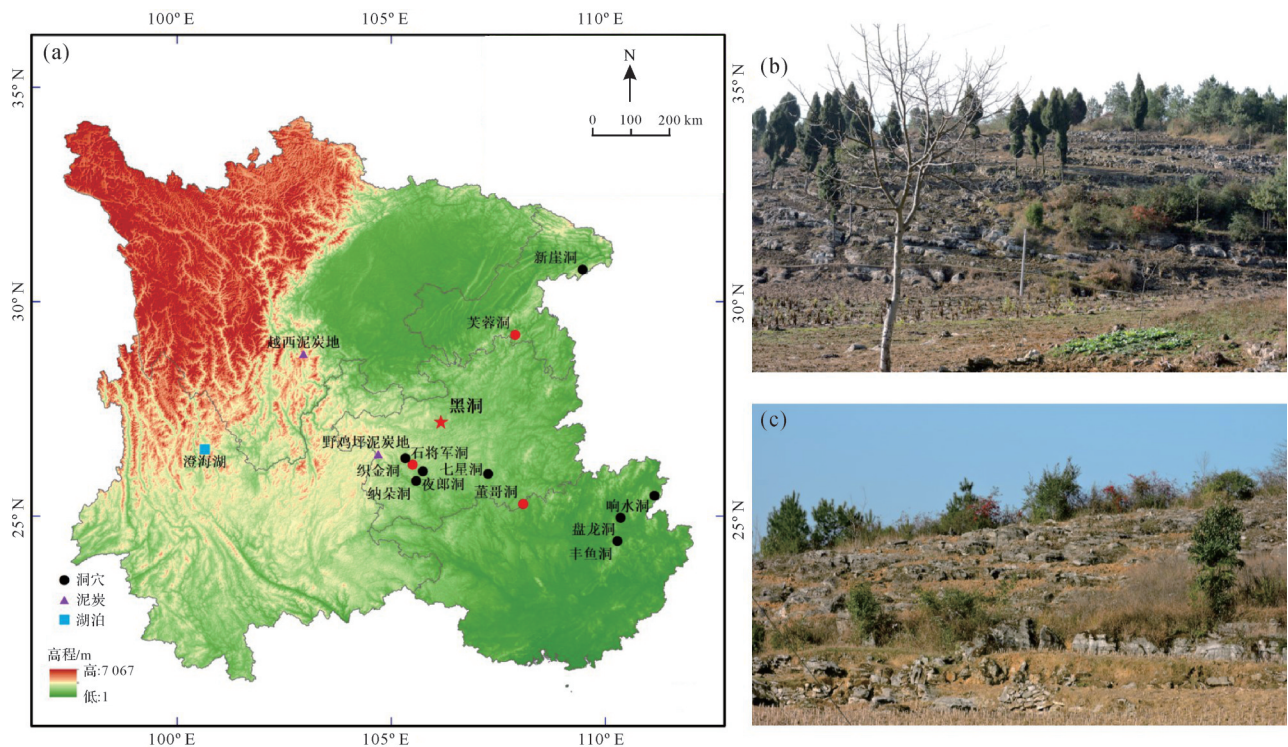 100° E
105° E
110° E
(a)
N
0 100 200 km
35° N
35° N
新崖洞
30° N
30° N
芙蓉洞
越西泥炭地
黑洞
野鸡坪泥炭地
石将军洞
澄海湖
织金洞
七星洞
夜郎洞
纳朵洞
董哥洞
响水洞
25° N
25° N
盘龙洞
丰鱼洞
洞穴
泥炭
湖泊
高程/m
高:7 067
低:1
100° E
105° E
110° E
(b)
(c)